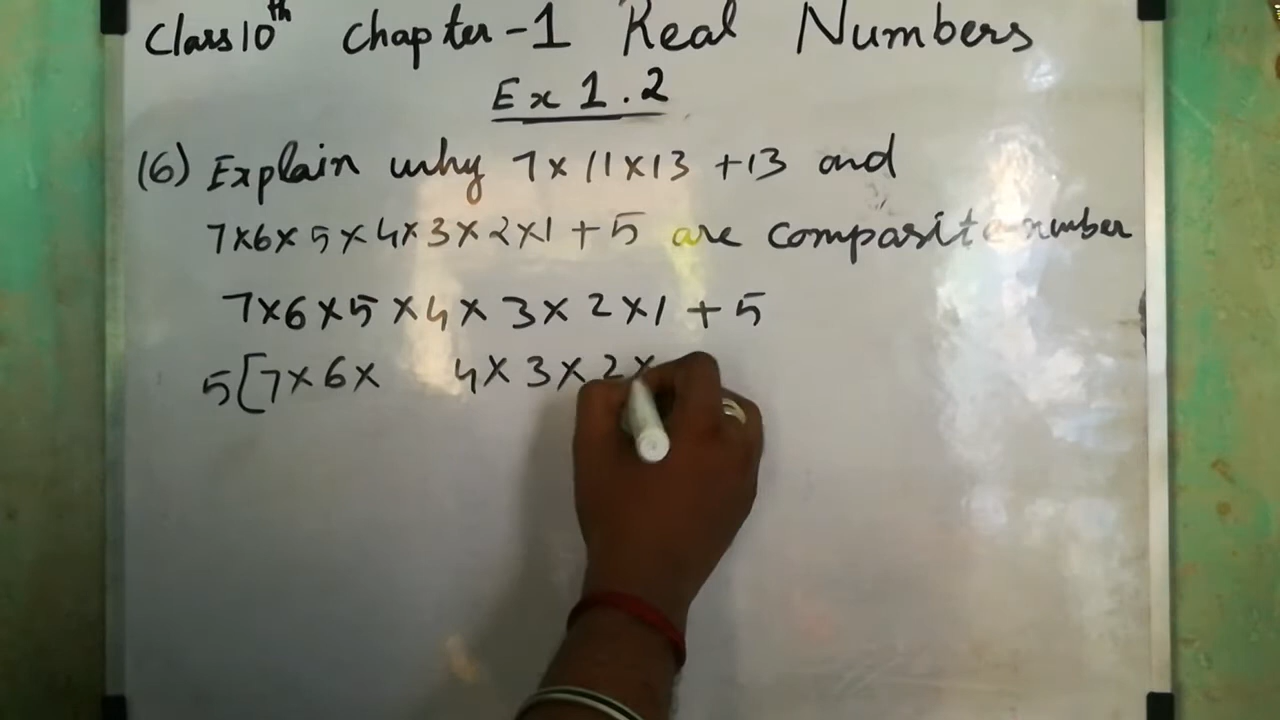 Class 10th Chapter-1 Real Numbers
Ex 1.2
(6) Explain why 7×11×13 +13 and
7×6×5×4×3×2×1+5 are compasite number
7×6×5×4×3×2×1+5
5[7×6× 4×3×2×